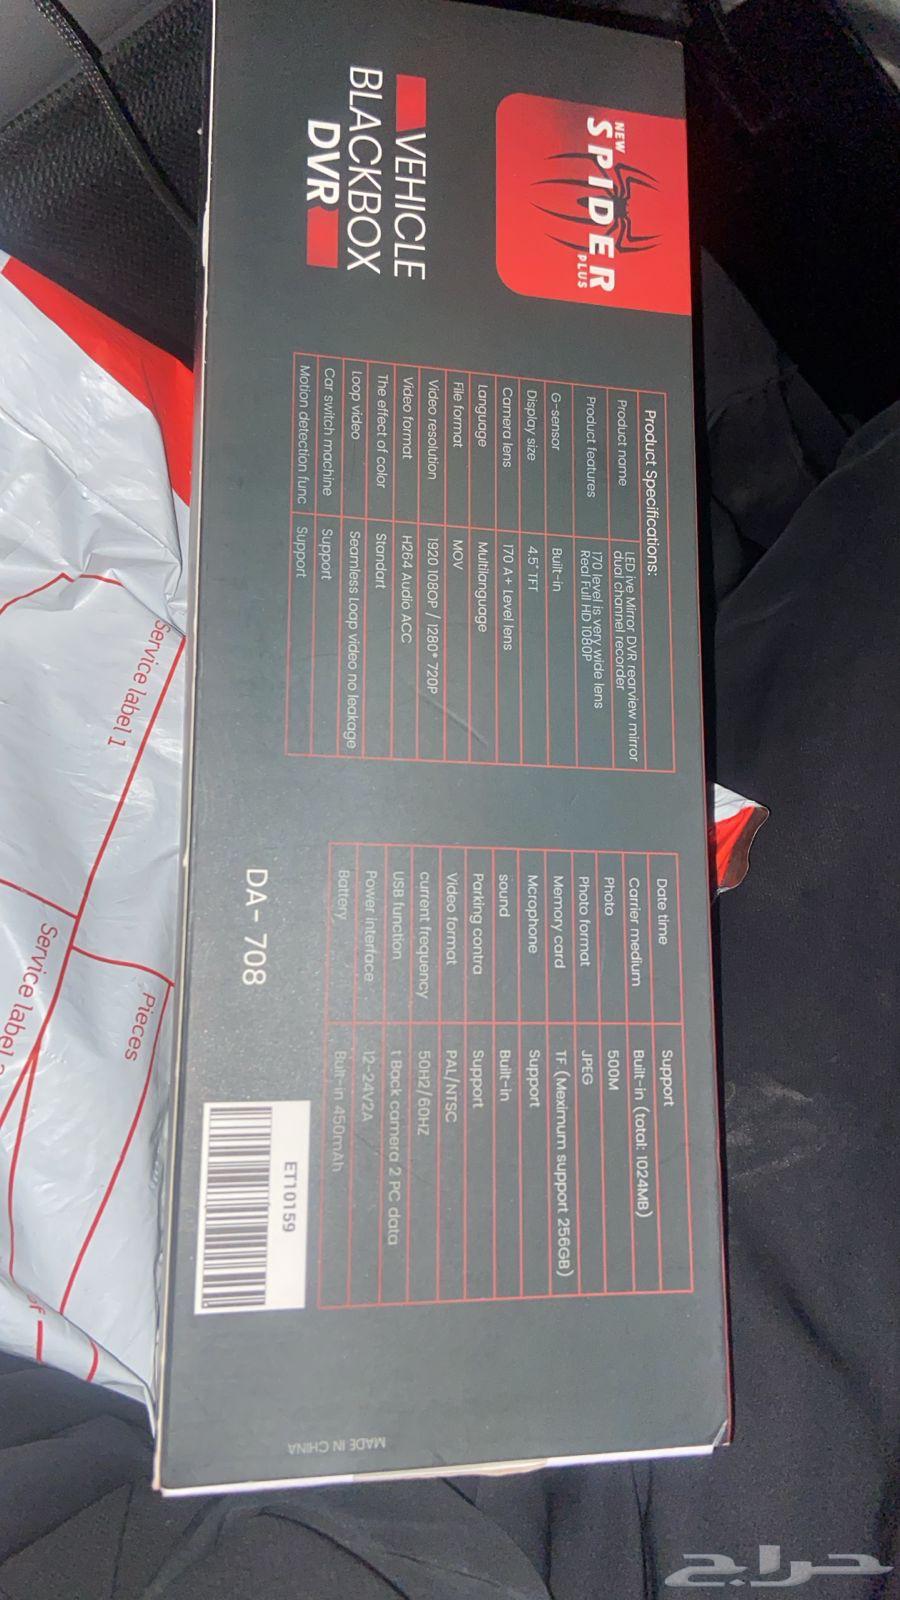 NEW
SPIDER
PLUS
VEHICLE
BLACKBOX
DVR
Product Specifications:
Product name LED ive Mirror DVR rearview mirror
dual channel recorder
Product features 170 level is very wide lens
Real Full HD 1080P
G-sensor Built-in
Display size 4.5" TFT
Camera lens 170 A+ Level lens
Language Multilanguage
File format MOV
Video resolution 1920 1080P / 1280* 720P
Video format H264 Audio ACC
The effect of color Standart
Loop video Seamless Loap video no leakage
Car switch machine Support
Motion detection func Support
Date time Support
Carrier medium Built-in (total: 1024MB)
Photo 500M
Photo format JPEG
Memory card TF (Meximum support 256GB)
Mcrophone Support
sound Built-in
Parking contra Support
Video format PAL/NTSC
current frequency 50H2/60HZ
USB function 1 Back camera 2 PC data
Power interface 12-24V2A
Battery Built-in 450mAh
DA- 708
ET10159
MADE IN CHINA
Service label 1
Service label
Pieces
of
حراج